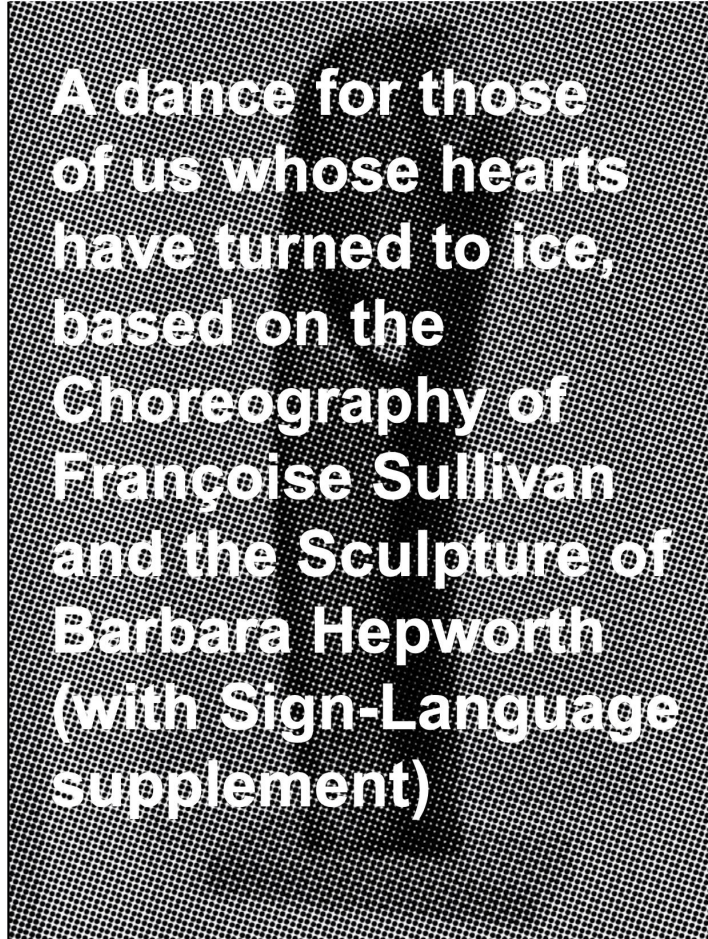 A dance for those
of us whose hearts
have turned to ice,
based on the
Choreography of
Françoise Sullivan
and the Sculpture of
Barbara Hepworth
(with Sign-Language
supplement)